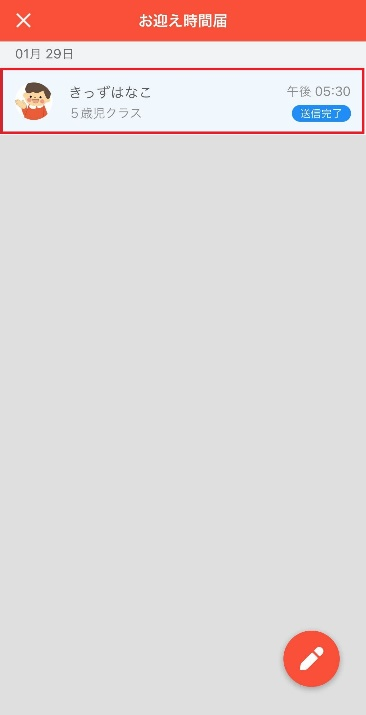 お迎え時間届
01月 29日
きっずはなこ
午後 05:30
５歳児クラス
送信完了